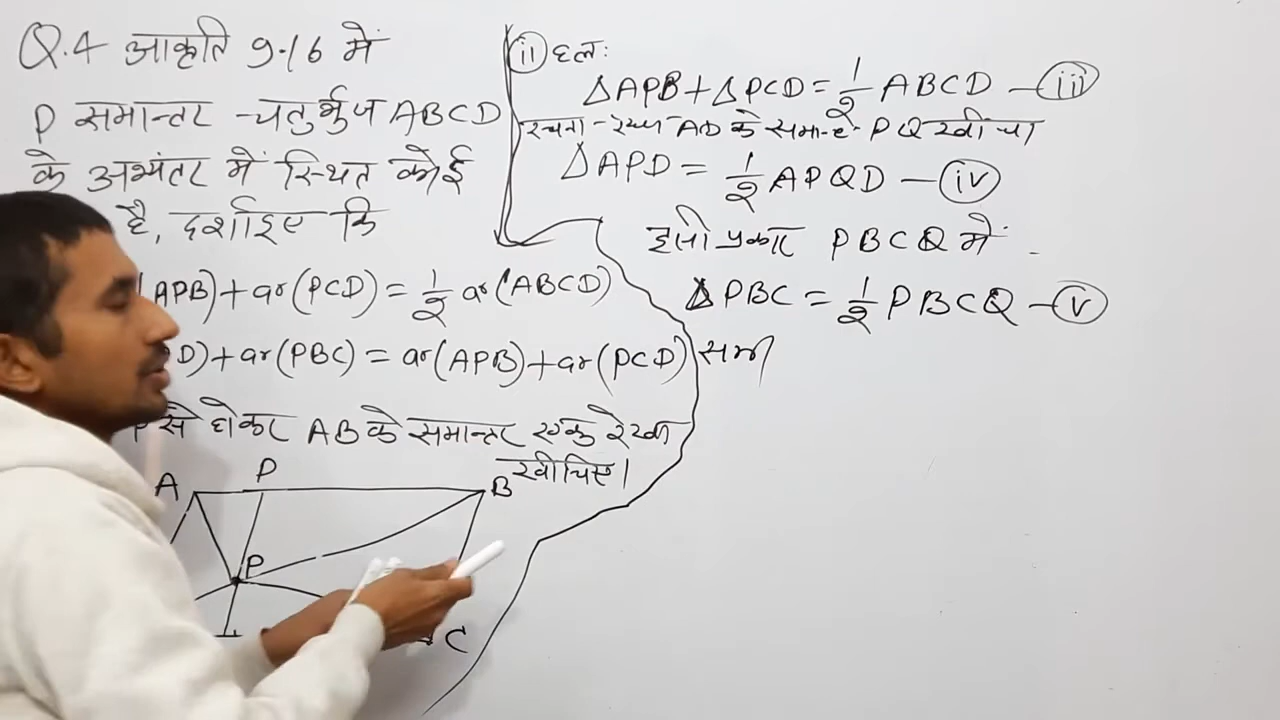 Q.4 आकृति 9.16 में
P समान्तर -चतुर्भुज ABCD
के अभ्यंतर में स्थित कोई
है, दर्शाइए कि
(APB)+ar(PCD)=1/2 ar(ABCD)
D)+ar(PBC)=ar(APB)+ar(PCD)
P से होकर AB के समान्तर एक रेखा
खीचिए।
A P B
P
C
ii) हलः
△APB+△PCD=1/2 ABCD -(iii)
रचना - रेखा AD के PQ खीचा
△APD=1/2 APQD -(iv)
इसी प्रकार PBCQ में
△PBC=1/2 PBCQ -(v)